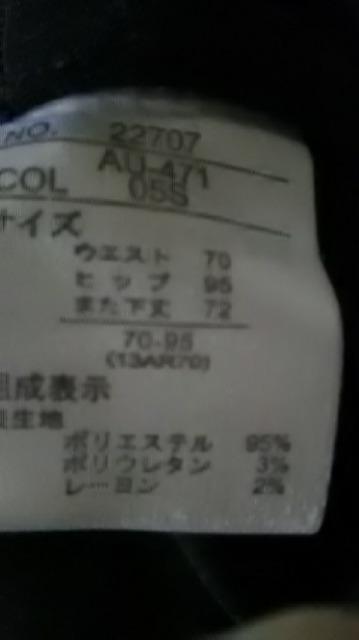 NO. 22707
AU-471
COL 05S
サイズ
ウエスト 70
ヒップ 95
また下丈 72
70-95
(13AR70)
組成表示
生地
ポリエステル 95%
ポリウレタン 3%
レーヨン 2%